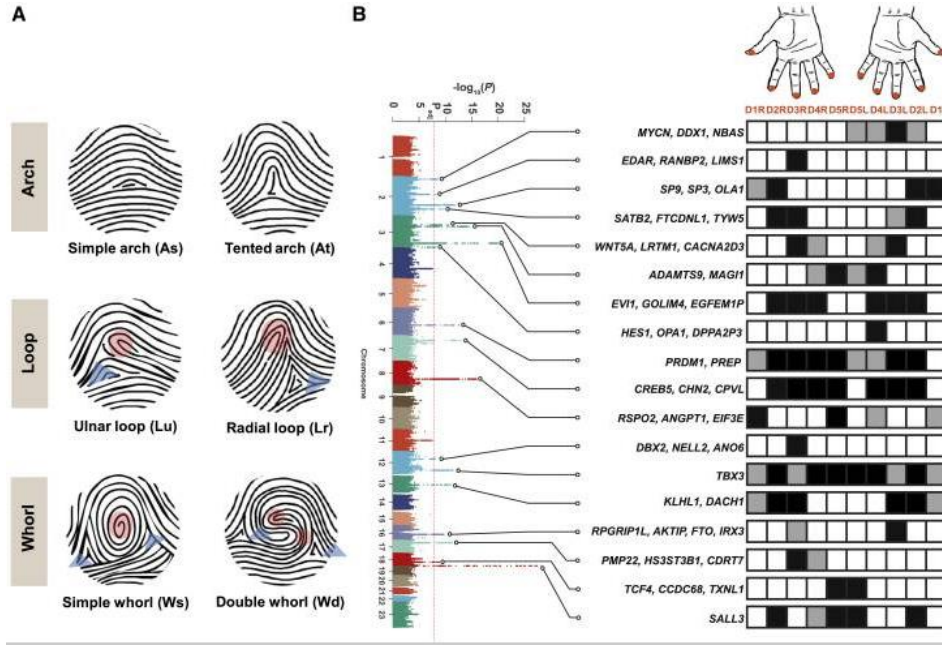 A
Arch
Simple arch (As)
Tented arch (At)
Loop
Ulnar loop (Lu)
Radial loop (Lr)
Whorl
Simple whorl (Ws)
Double whorl (Wd)
B
-log10(P)
0 5 10 15 20 25
P adj
Chromosome
1
2
3
4
5
6
7
8
9
10
11
12
13
14
15
16
17
18
19
20
21
22
23
D1R D2R D3R D4R D5R D5L D4L D3L D2L D1
MYCN, DDX1, NBAS
EDAR, RANBP2, LIMS1
SP9, SP3, OLA1
SATB2, FTCDNL1, TYW5
WNT5A, LRTM1, CACNA2D3
ADAMTS9, MAGI1
EVI1, GOLIM4, EGFEM1P
HES1, OPA1, DPPA2P3
PRDM1, PREP
CREB5, CHN2, CPVL
RSPO2, ANGPT1, EIF3E
DBX2, NELL2, ANO6
TBX3
KLHL1, DACH1
RPGRIP1L, AKTIP, FTO, IRX3
PMP22, HS3ST3B1, CDRT7
TCF4, CCDC68, TXNL1
SALL3